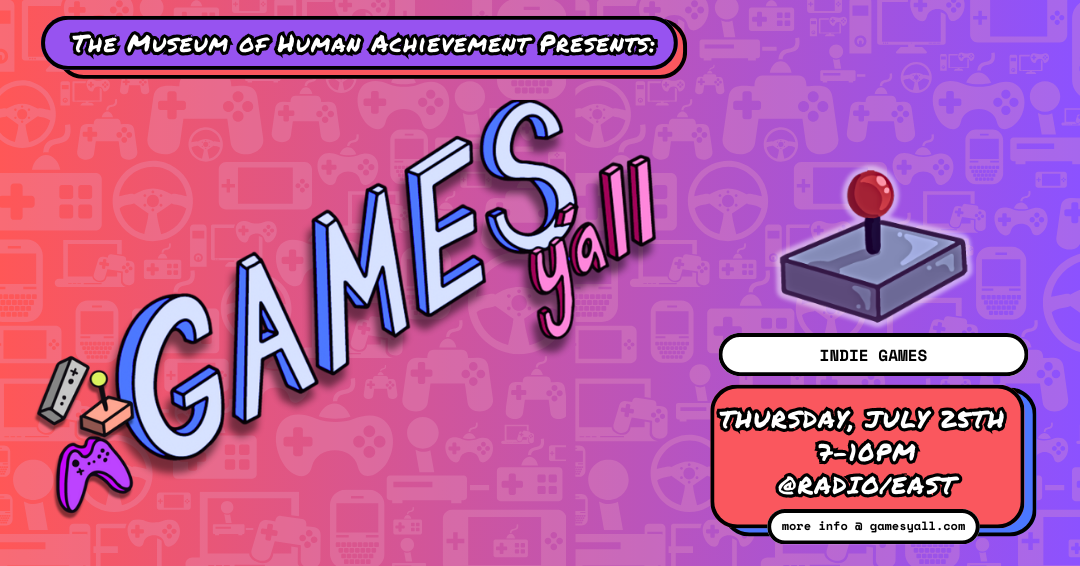 The Museum of Human Achievement Presents:
GAMES
y'all
INDIE GAMES
THURSDAY, JULY 25TH
7-10PM
@RADIO/EAST
more info @ gamesyall.com